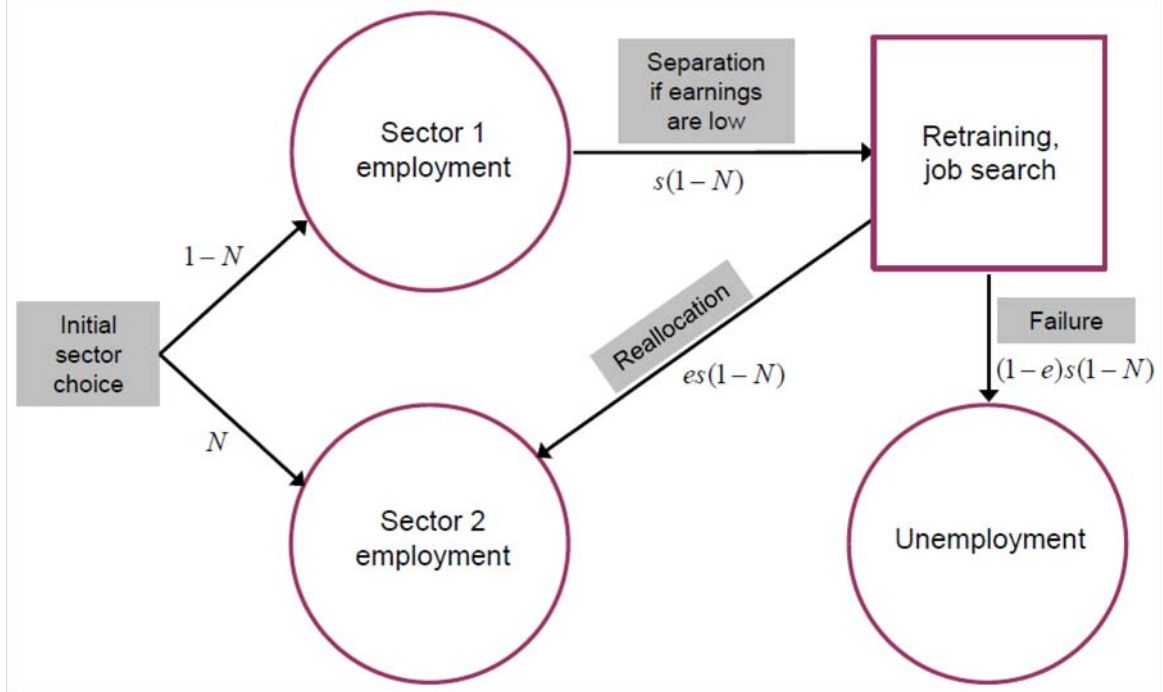 Sector 1
employment
Separation
if earnings
are low
s(1−N)
Retraining,
job search
1−N
Initial
sector
choice
N
Reallocation
es(1−N)
Failure
(1−e)s(1−N)
Sector 2
employment
Unemployment